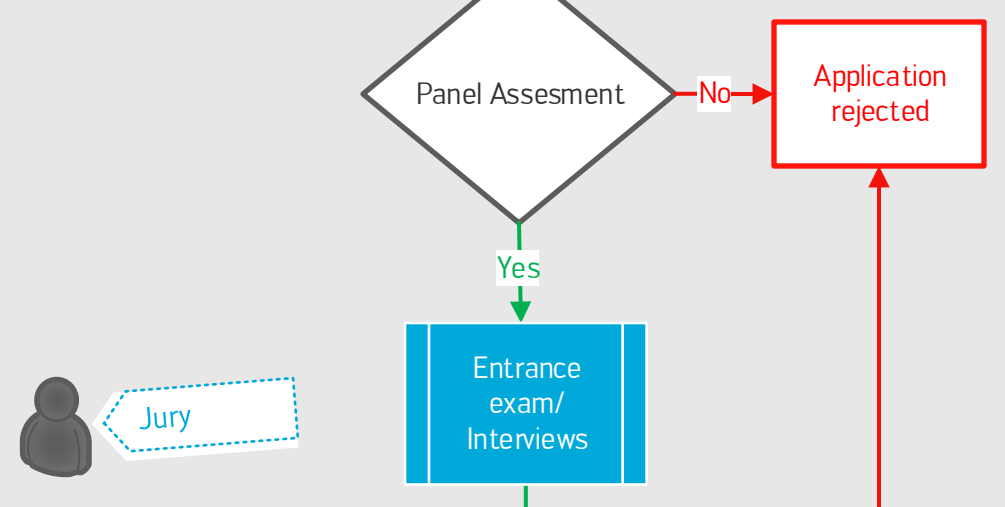 Panel Assesment
No
Application
rejected
Yes
Entrance
exam/
Interviews
Jury